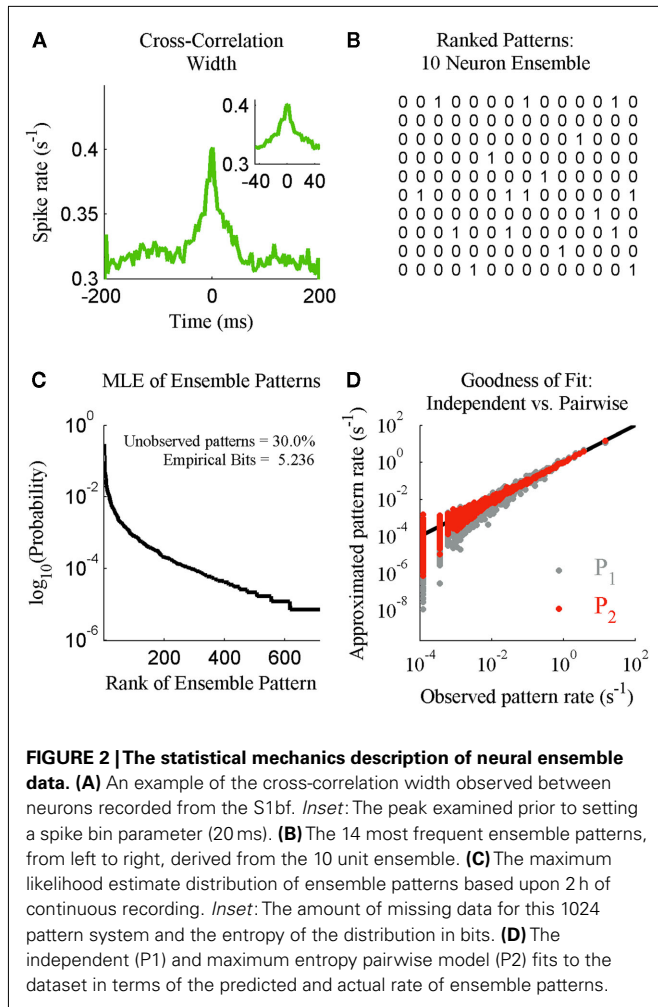 A
Cross-Correlation
Width
Spike rate (s⁻¹)
0.4
0.35
0.3
-200
0
200
Time (ms)
0.4
0.3
-40 0 40
B
Ranked Patterns:
10 Neuron Ensemble
0 0 1 0 0 0 0 1 0 0 0 0 1 0
0 0 0 0 0 0 0 0 0 0 0 0 0 0
0 0 0 0 0 0 0 0 0 0 1 0 0 0
0 0 0 0 0 1 0 0 0 0 0 0 0 0
0 0 0 0 0 0 0 0 1 0 0 0 0 0
0 1 0 0 0 0 1 1 0 0 0 0 0 1
0 0 0 0 0 0 0 0 0 0 0 1 0 0
0 0 0 1 0 0 1 0 0 0 0 0 1 0
0 0 0 0 0 0 0 0 0 1 0 0 0 0
0 0 0 0 1 0 0 0 0 0 0 0 0 1
C
MLE of Ensemble Patterns
Unobserved patterns = 30.0%
Empirical Bits = 5.236
log₁₀(Probability)
10⁰
10⁻²
10⁻⁴
10⁻⁶
200 400 600
Rank of Ensemble Pattern
D
Goodness of Fit:
Independent vs. Pairwise
Approximated pattern rate (s⁻¹)
10²
10⁰
10⁻²
10⁻⁴
10⁻⁶
10⁻⁸
P₁
P₂
10⁻⁴ 10⁻² 10⁰ 10²
Observed pattern rate (s⁻¹)
FIGURE 2 | The statistical mechanics description of neural ensemble
data. (A) An example of the cross-correlation width observed between
neurons recorded from the S1bf. Inset: The peak examined prior to setting
a spike bin parameter (20 ms). (B) The 14 most frequent ensemble patterns,
from left to right, derived from the 10 unit ensemble. (C) The maximum
likelihood estimate distribution of ensemble patterns based upon 2 h of
continuous recording. Inset: The amount of missing data for this 1024
pattern system and the entropy of the distribution in bits. (D) The
independent (P1) and maximum entropy pairwise model (P2) fits to the
dataset in terms of the predicted and actual rate of ensemble patterns.